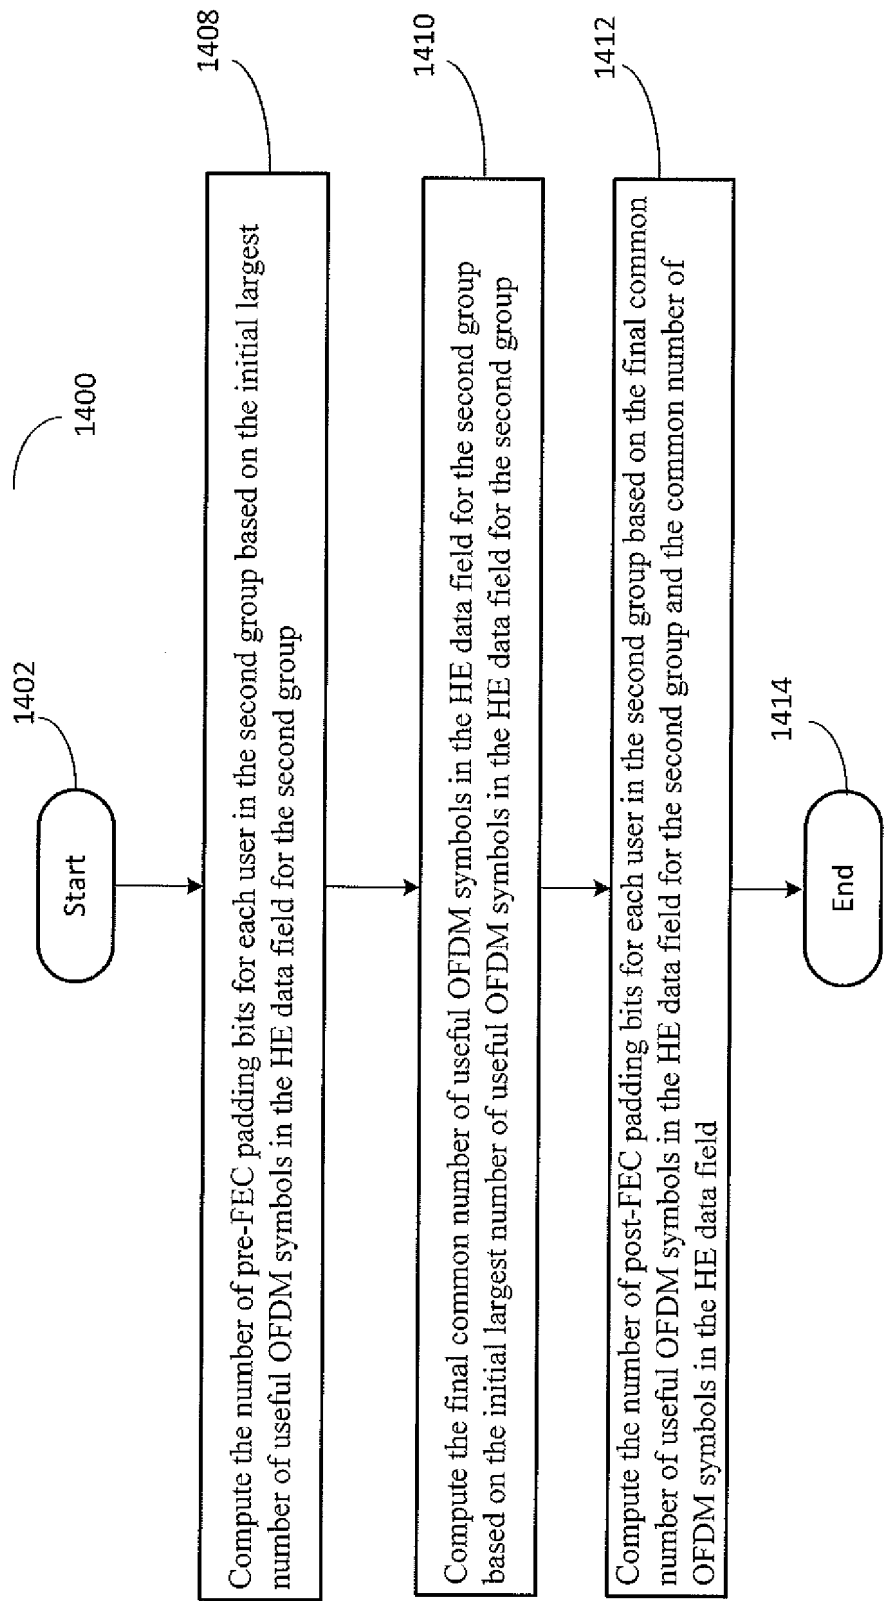 1400
1402
Start
1408
Compute the number of pre-FEC padding bits for each user in the second group based on the initial largest
number of useful OFDM symbols in the HE data field for the second group
1410
Compute the final common number of useful OFDM symbols in the HE data field for the second group
based on the initial largest number of useful OFDM symbols in the HE data field for the second group
1412
Compute the number of post-FEC padding bits for each user in the second group based on the final common
number of useful OFDM symbols in the HE data field for the second group and the common number of
OFDM symbols in the HE data field
1414
End